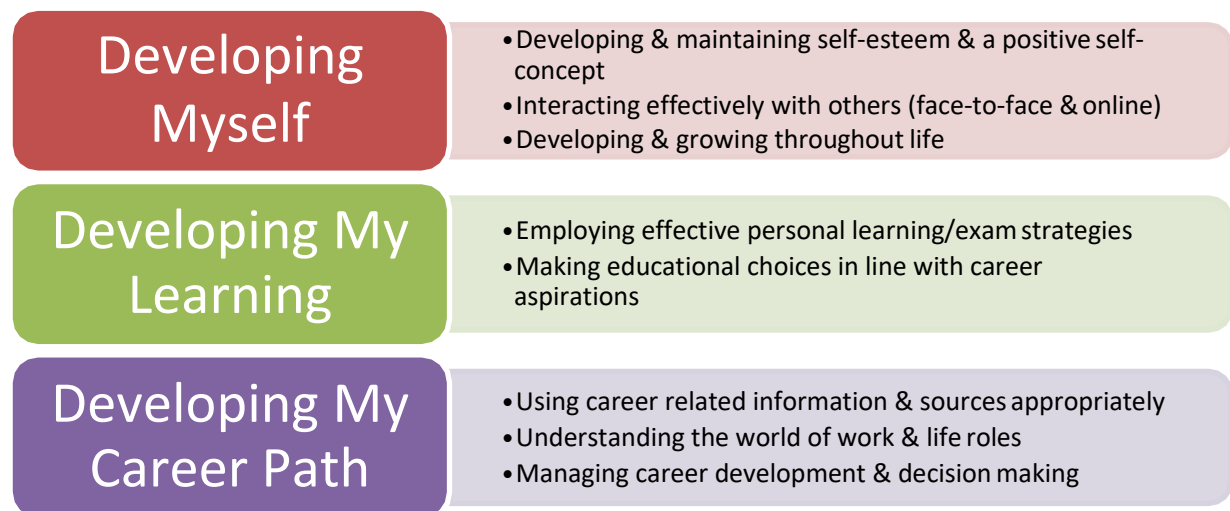 Developing
Myself
•Developing & maintaining self-esteem & a positive self-
concept
•Interacting effectively with others (face-to-face & online)
•Developing & growing throughout life
Developing My
Learning
•Employing effective personal learning/exam strategies
•Making educational choices in line with career
aspirations
Developing My
Career Path
•Using career related information & sources appropriately
•Understanding the world of work & life roles
•Managing career development & decision making